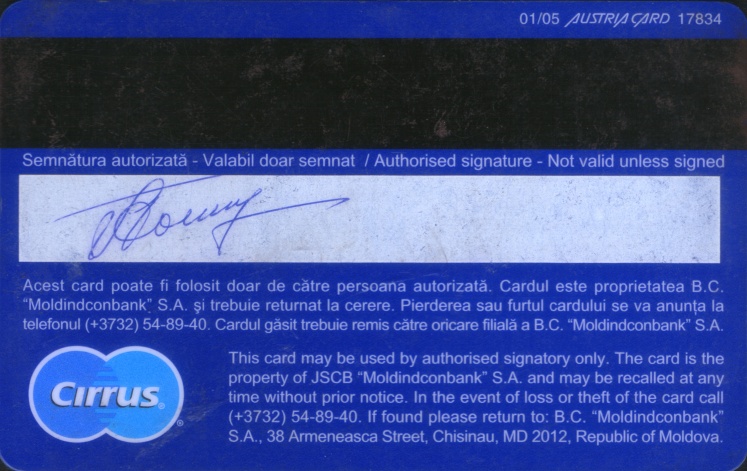 01/05 AUSTRIACARD 17834
Semnătura autorizată - Valabil doar semnat / Authorised signature - Not valid unless signed
Acest card poate fi folosit doar de către persoana autorizată. Cardul este proprietatea B.C.
“Moldindconbank” S.A. și trebuie returnat la cerere. Pierderea sau furtul cardului se va anunța la
telefonul (+3732) 54-89-40. Cardul găsit trebuie remis către oricare filială a B.C. “Moldindconbank” S.A.
This card may be used by authorised signatory only. The card is the
property of JSCB “Moldindconbank” S.A. and may be recalled at any
time without prior notice. In the event of loss or theft of the card call
(+3732) 54-89-40. If found please return to: B.C. “Moldindconbank”
S.A., 38 Armeneasca Street, Chisinau, MD 2012, Republic of Moldova.
Cirrus®